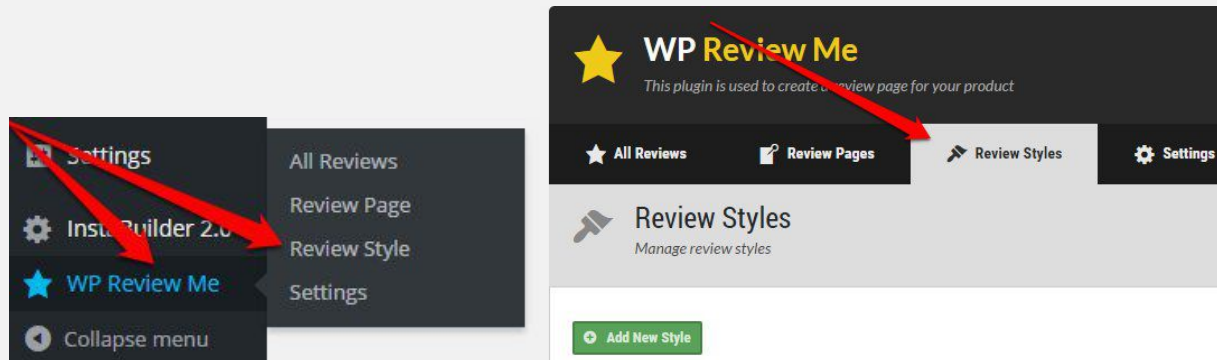 Settings
InstaBuilder 2.0
WP Review Me
Collapse menu
All Reviews
Review Page
Review Style
Settings
WP Review Me
This plugin is used to create a review page for your product
All Reviews
Review Pages
Review Styles
Settings
Review Styles
Manage review styles
Add New Style